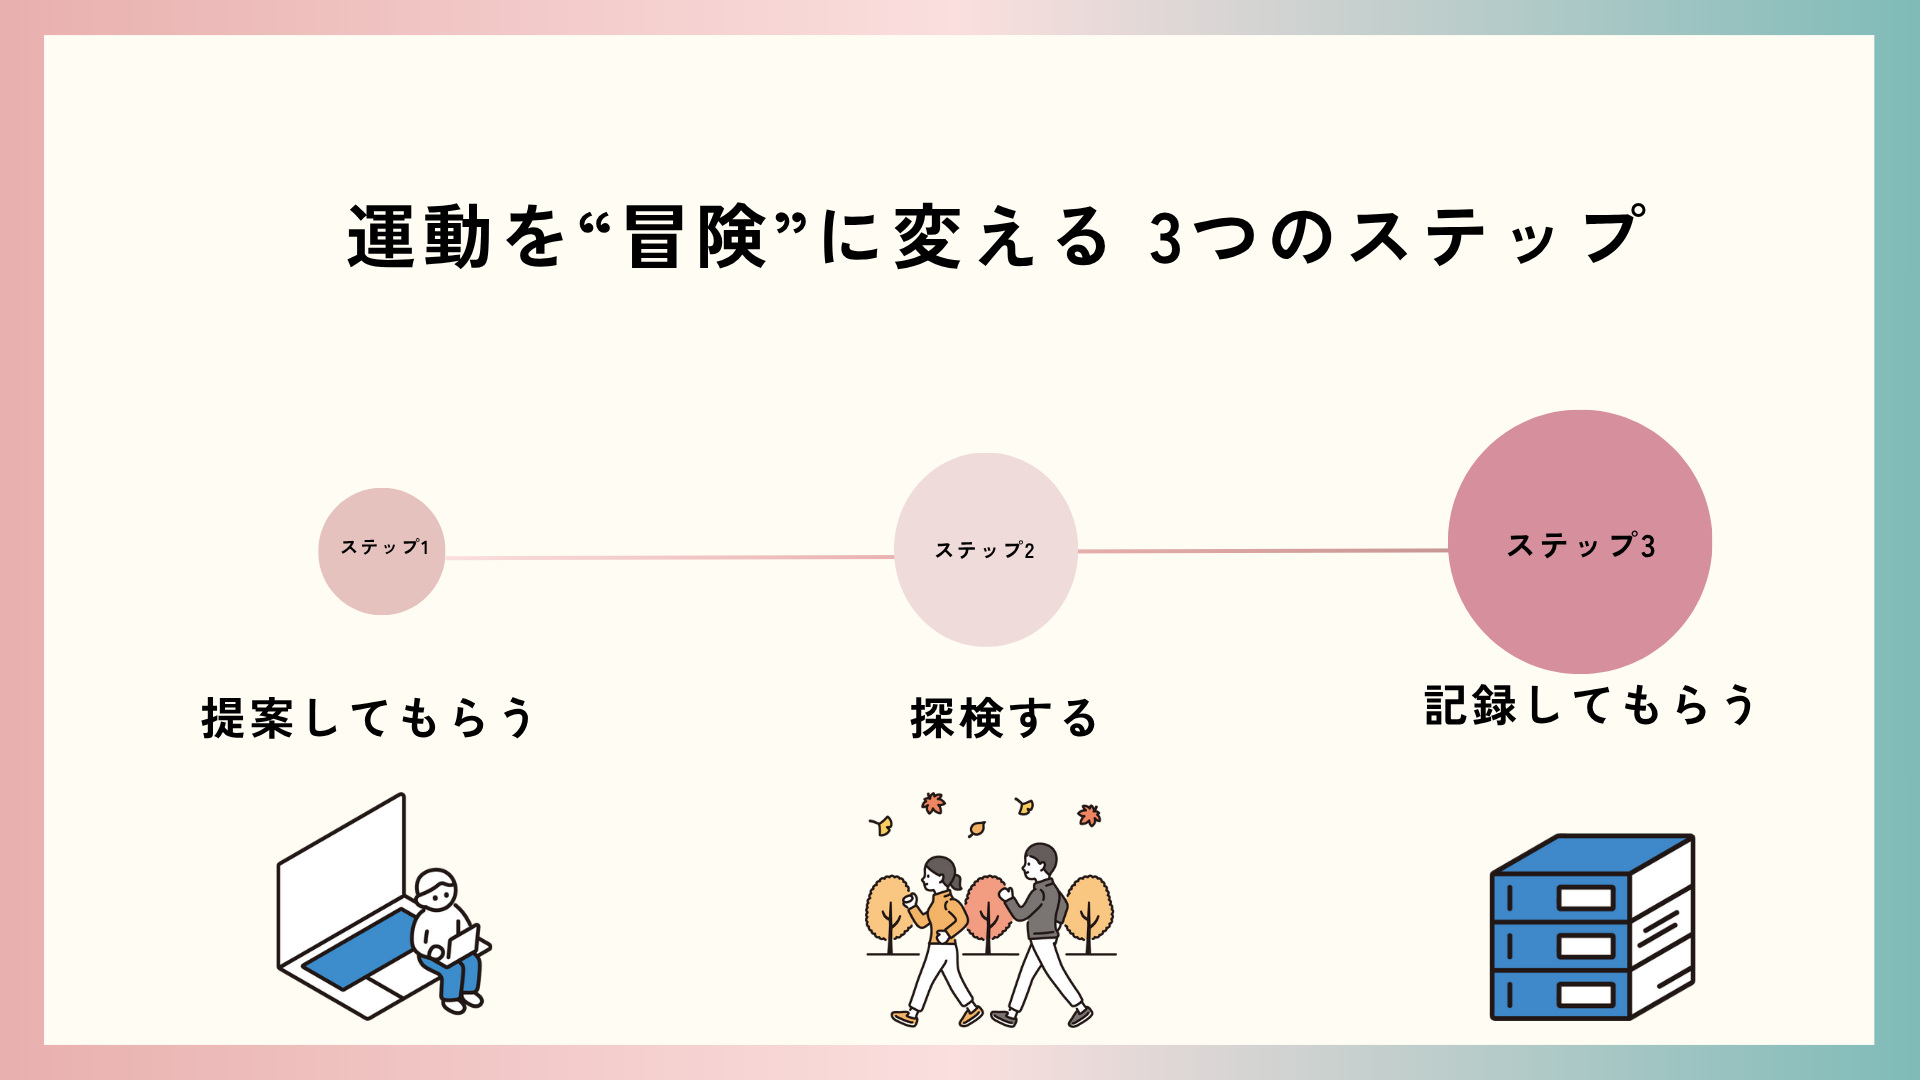 運動を“冒険”に変える 3つのステップ
ステップ1
ステップ2
ステップ3
提案してもらう
探検する
記録してもらう